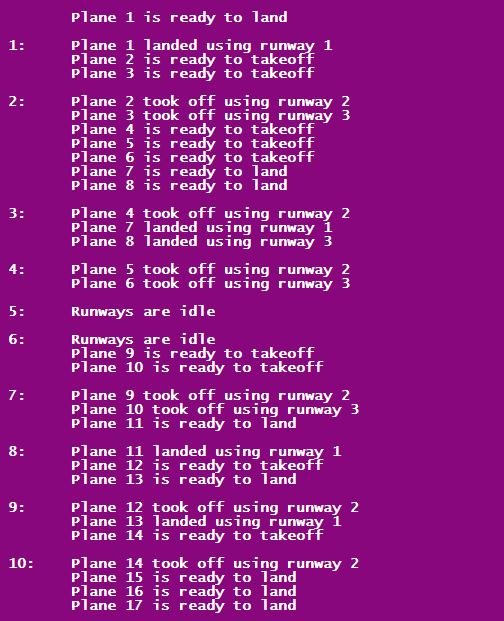 Plane 1 is ready to land
1: Plane 1 landed using runway 1
Plane 2 is ready to takeoff
Plane 3 is ready to takeoff
2: Plane 2 took off using runway 2
Plane 3 took off using runway 3
Plane 4 is ready to takeoff
Plane 5 is ready to takeoff
Plane 6 is ready to takeoff
Plane 7 is ready to land
Plane 8 is ready to land
3: Plane 4 took off using runway 2
Plane 7 landed using runway 1
Plane 8 landed using runway 3
4: Plane 5 took off using runway 2
Plane 6 took off using runway 3
5: Runways are idle
6: Runways are idle
Plane 9 is ready to takeoff
Plane 10 is ready to takeoff
7: Plane 9 took off using runway 2
Plane 10 took off using runway 3
Plane 11 is ready to land
8: Plane 11 landed using runway 1
Plane 12 is ready to takeoff
Plane 13 is ready to land
9: Plane 12 took off using runway 2
Plane 13 landed using runway 1
Plane 14 is ready to takeoff
10: Plane 14 took off using runway 2
Plane 15 is ready to land
Plane 16 is ready to land
Plane 17 is ready to land